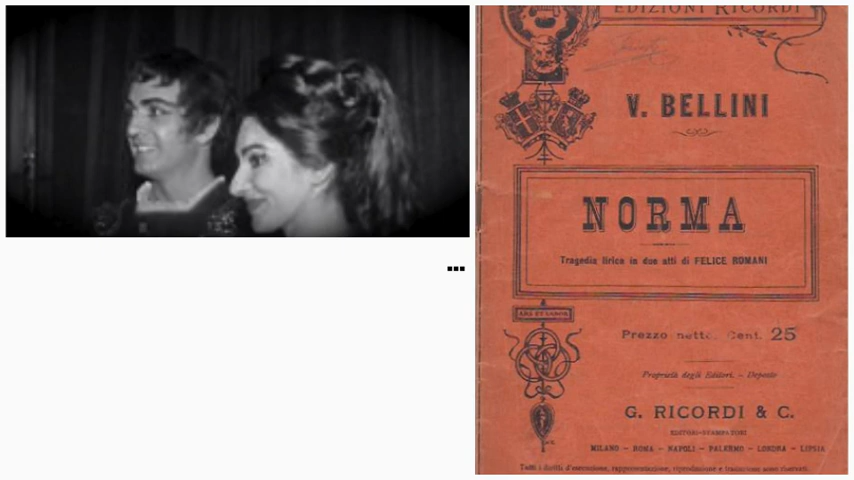 EDIZIONI RICORDI
V. BELLINI
NORMA
Tragedia lirica in due atti di FELICE ROMANI
ARS ET LABOR
Prezzo netto, Cent. 25
Proprietà degli Editori. – Deposto
G. RICORDI & C.
EDITORI-STAMPATORI
MILANO – ROMA – NAPOLI – PALERMO – LONDRA – LIPSIA
Tutti i diritti d'esecuzione, rappresentazione, riproduzione e traduzione sono riservati.
...